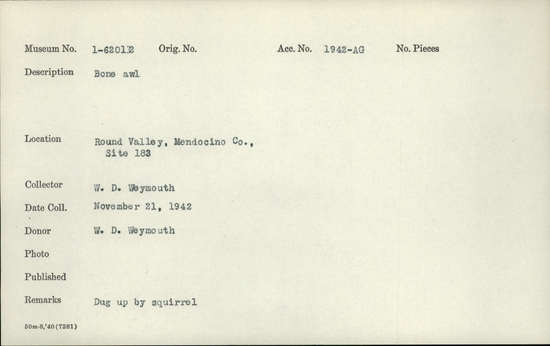 Museum No. 1-62012 Orig. No. Acc. No. 1942-AG No. Pieces
Description Bone awl
Location Round Valley, Mendocino Co.,
Site 183
Collector W. D. Weymouth
Date Coll. November 21, 1942
Donor W. D. Weymouth
Photo
Published
Remarks Dug up by squirrel
50m-8,'40(7381)